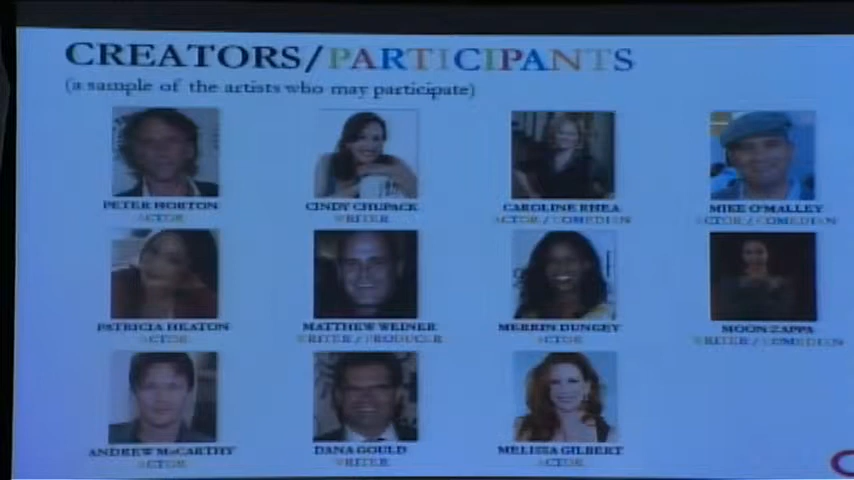 CREATORS/PARTICIPANTS
(a sample of the artists who may participate)
PETER HORTON
ACTOR
CINDY CHUPACK
WRITER
CAROLINE RHEA
ACTOR / COMEDIAN
MIKE O'MALLEY
ACTOR / COMEDIAN
PATRICIA HEATON
ACTOR
MATTHEW WEINER
WRITER / PRODUCER
MERRIN DUNGEY
ACTOR
MOON ZAPPA
WRITER / COMEDIAN
ANDREW McCARTHY
ACTOR
DANA GOULD
WRITER
MELISSA GILBERT
ACTOR